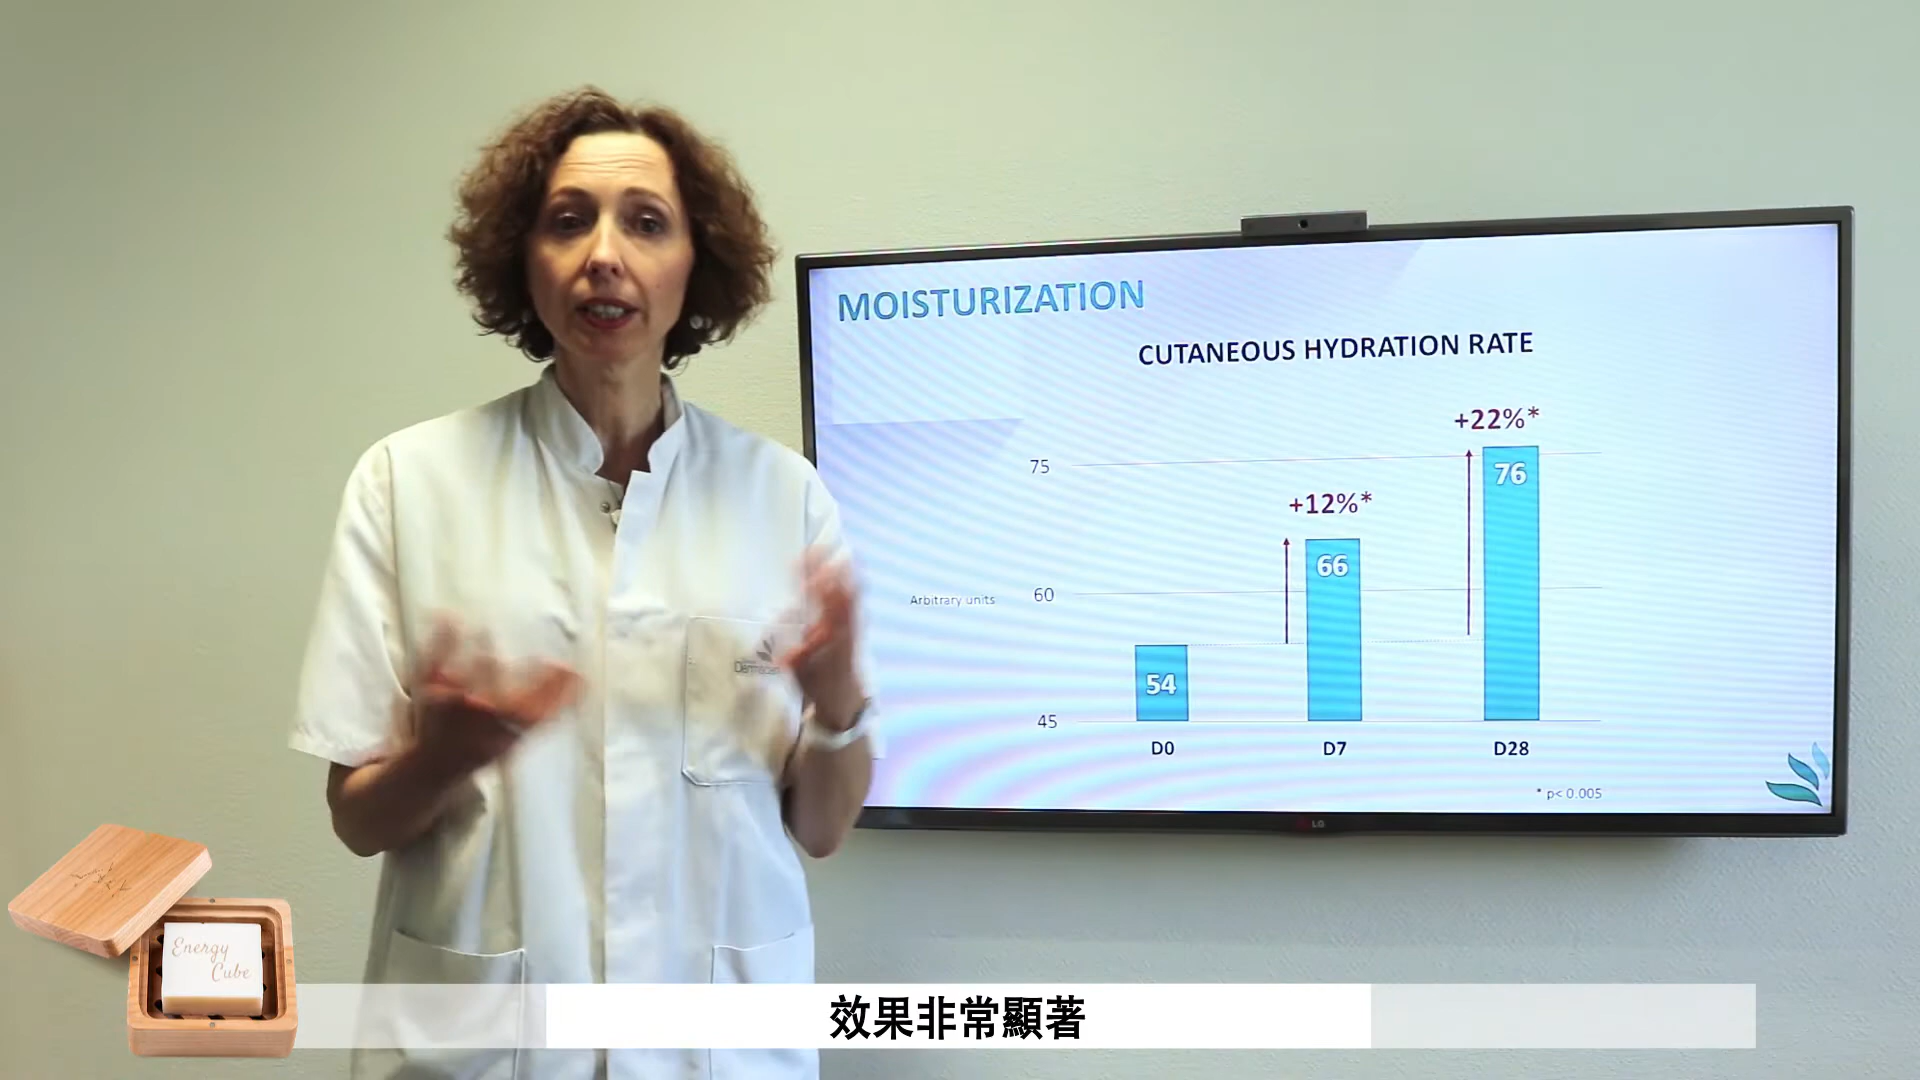 MOISTURIZATION
CUTANEOUS HYDRATION RATE
+22%*
75
76
+12%*
66
Arbitrary units
60
54
45
D0
D7
D28
* p< 0.005
LG
Energy
Cube
效果非常顯著